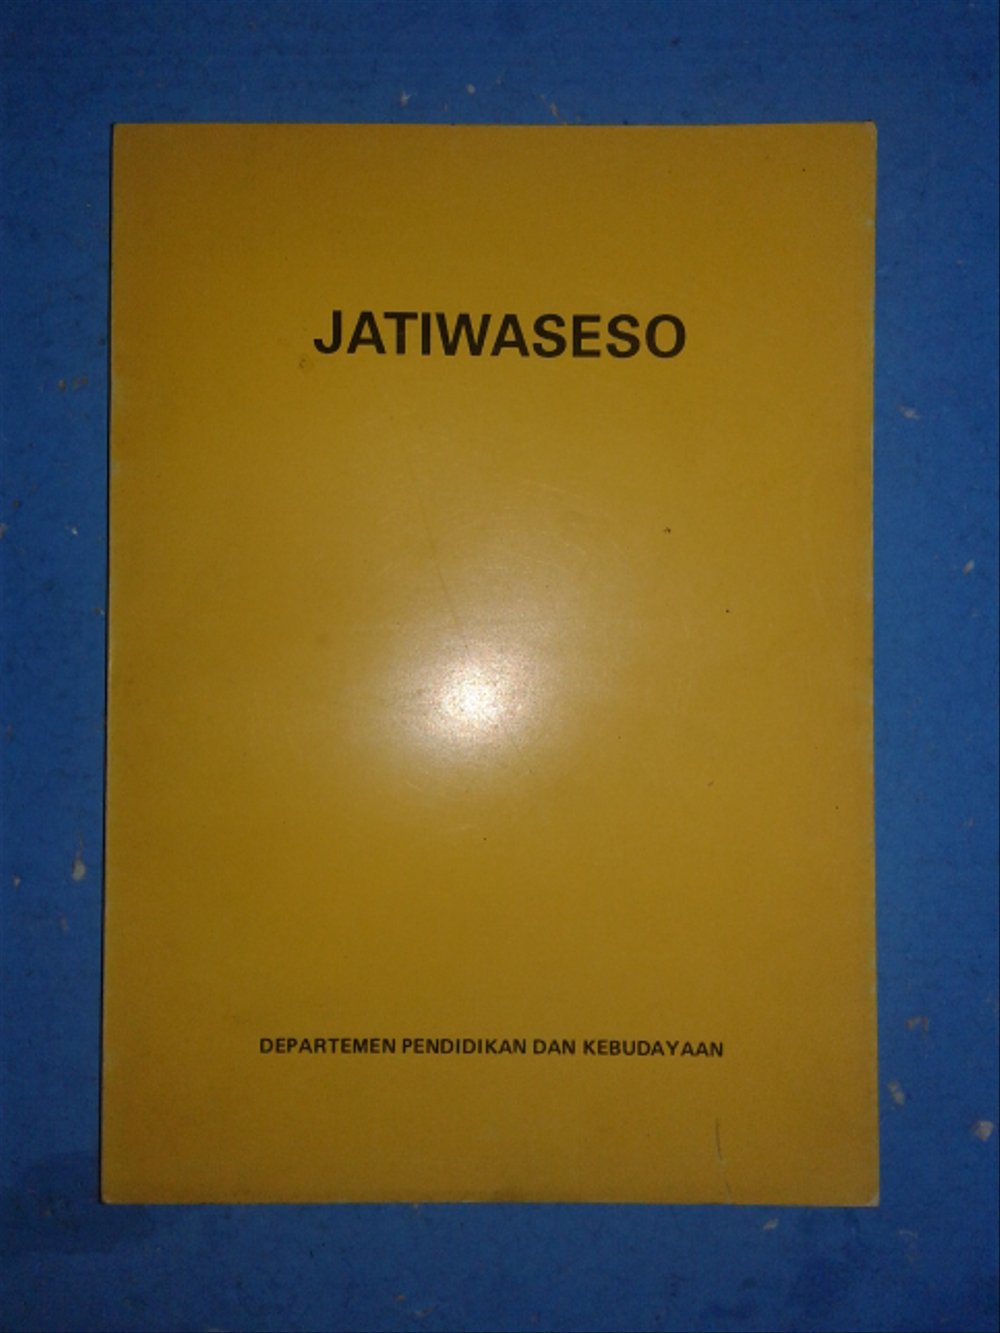 JATIWASESO
DEPARTEMEN PENDIDIKAN DAN KEBUDAYAAN